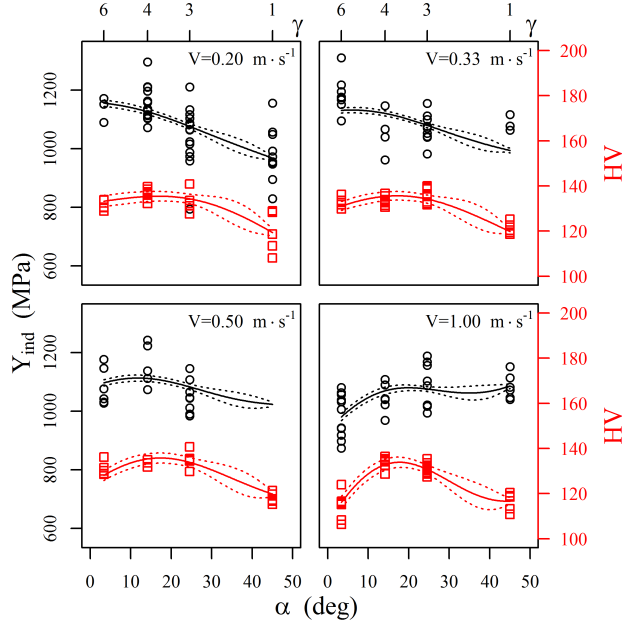 6 4 3 1 γ
6 4 3 1 γ
V=0.20 m · s⁻¹
V=0.33 m · s⁻¹
600 800 1000 1200
100 120 140 160 180 200
HV
Y_ind (MPa)
V=0.50 m · s⁻¹
V=1.00 m · s⁻¹
600 800 1000 1200
100 120 140 160 180 200
HV
0 10 20 30 40 50
0 10 20 30 40 50
α (deg)